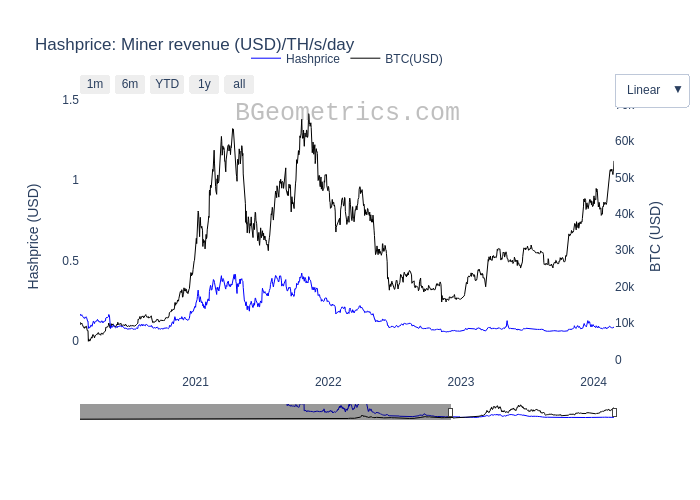 Hashprice: Miner revenue (USD)/TH/s/day
Hashprice BTC(USD)
1m 6m YTD 1y all
Linear ▼
BGeometrics.com
1.5
1
0.5
0
Hashprice (USD)
60k
50k
40k
30k
20k
10k
0
BTC (USD)
2021 2022 2023 2024